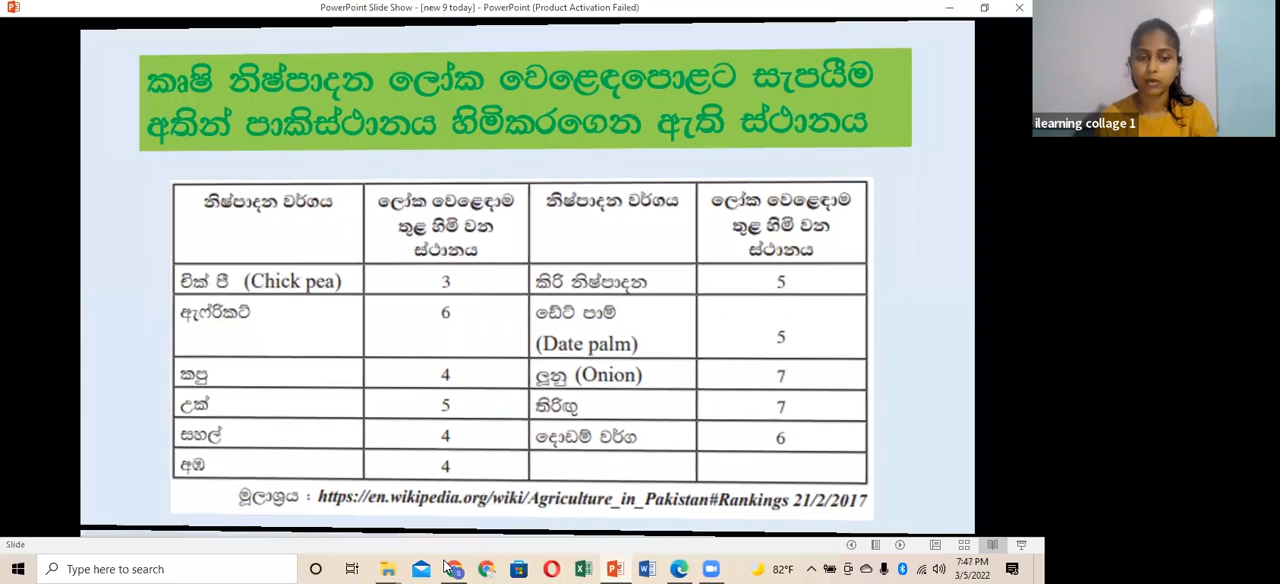 PowerPoint Slide Show - [new 9 today] - PowerPoint (Product Activation Failed)
ilearning collage 1
කෘෂි නිෂ්පාදන ලෝක වෙළෙඳපොළට සැපයීම
අතින් පාකිස්ථානය හිමිකරගෙන ඇති ස්ථානය
නිෂ්පාදන වර්ගය	ලෝක වෙළෙඳාම	නිෂ්පාදන වර්ගය	ලෝක වෙළෙඳාම
තුළ හිමි වන	තුළ හිමි වන
ස්ථානය	ස්ථානය
චික් පී (Chick pea)	3	කිරි නිෂ්පාදන	5
ඇෆ්රිකට්	6	ඩේට් පාම්
(Date palm)	5
කපු	4	ලූනු (Onion)	7
උක්	5	තිරිඟු	7
සහල්	4	දොඩම් වර්ග	6
අඹ	4
මූලාශ්‍රය : https://en.wikipedia.org/wiki/Agriculture_in_Pakistan#Rankings 21/2/2017
Slide
Type here to search
82°F
7:47 PM
3/5/2022